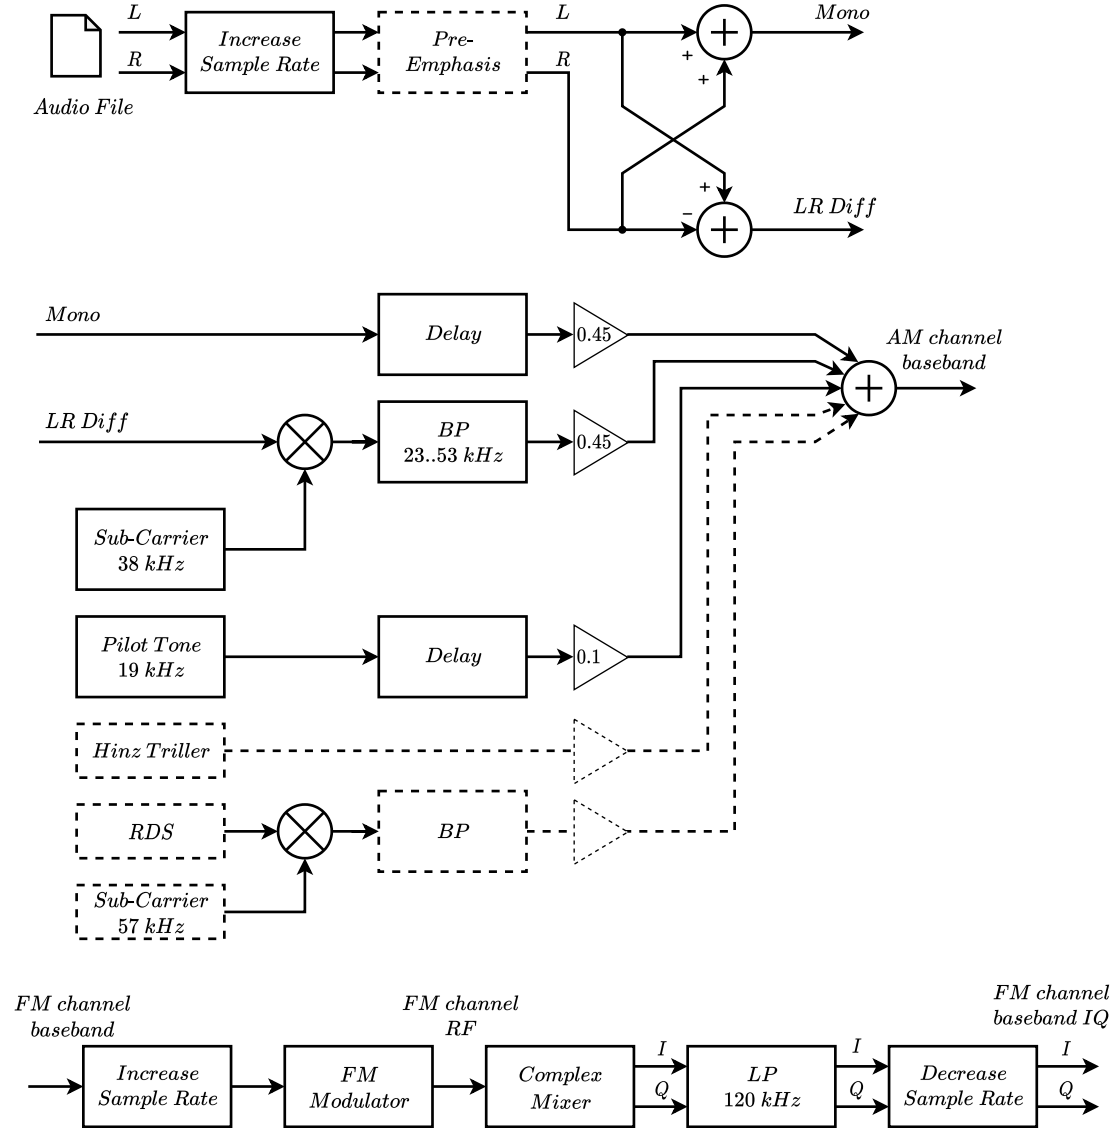 L
R
Audio File
Increase
Sample Rate
Pre-
Emphasis
L
R
+
+
Mono
+
−
LR Diff
Mono
Delay
0.45
AM channel
baseband
LR Diff
BP
23..53 kHz
0.45
Sub-Carrier
38 kHz
Pilot Tone
19 kHz
Delay
0.1
Hinz Triller
RDS
BP
Sub-Carrier
57 kHz
FM channel
baseband
Increase
Sample Rate
FM
Modulator
FM channel
RF
Complex
Mixer
I
Q
LP
120 kHz
I
Q
Decrease
Sample Rate
FM channel
baseband IQ
I
Q